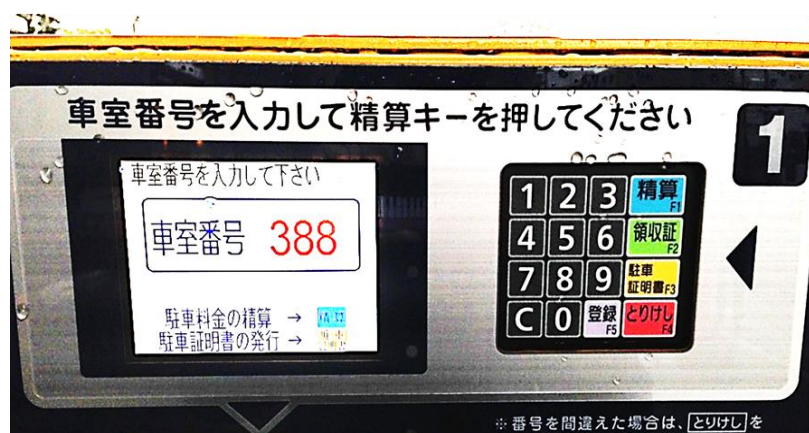 車室番号を入力して精算キーを押してください
1
車室番号を入力して下さい
車室番号 388
駐車料金の精算 →
駐車証明書の発行 →
1 2 3 精算 F1
4 5 6 領収証 F2
7 8 9 駐車証明書 F3
C 0 登録 F5 とりけし F4
※番号を間違えた場合は、とりけしを